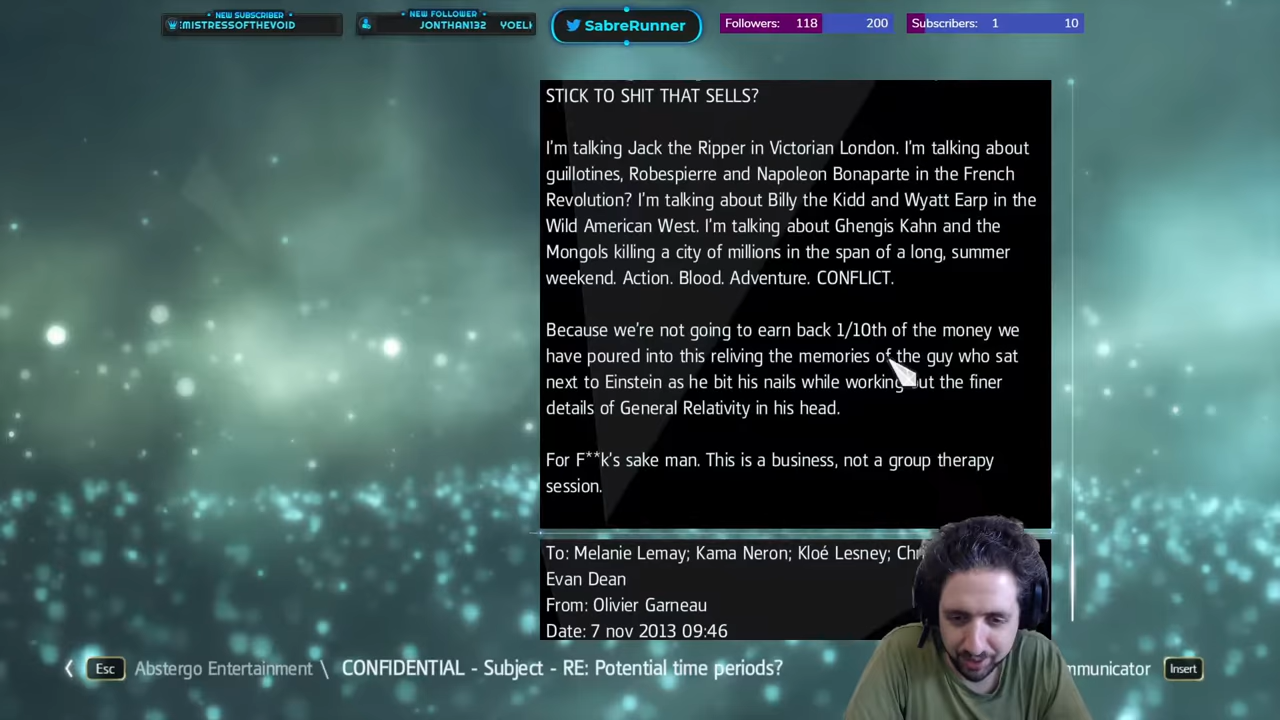 NEW SUBSCRIBER
MISTRESSOFTHEVOID
NEW FOLLOWER
JONTHAN132 YOELK
SabreRunner
Followers: 118 200
Subscribers: 1 10
STICK TO SHIT THAT SELLS?
I'm talking Jack the Ripper in Victorian London. I'm talking about
guillotines, Robespierre and Napoleon Bonaparte in the French
Revolution? I'm talking about Billy the Kidd and Wyatt Earp in the
Wild American West. I'm talking about Ghengis Kahn and the
Mongols killing a city of millions in the span of a long, summer
weekend. Action. Blood. Adventure. CONFLICT.
Because we're not going to earn back 1/10th of the money we
have poured into this reliving the memories of the guy who sat
next to Einstein as he bit his nails while working out the finer
details of General Relativity in his head.
For F**k's sake man. This is a business, not a group therapy
session.
To: Melanie Lemay; Kama Neron; Kloé Lesney;
Evan Dean
From: Olivier Garneau
Date: 7 nov 2013 09:46
Esc Abstergo Entertainment \ CONFIDENTIAL - Subject - RE: Potential time periods?
Insert